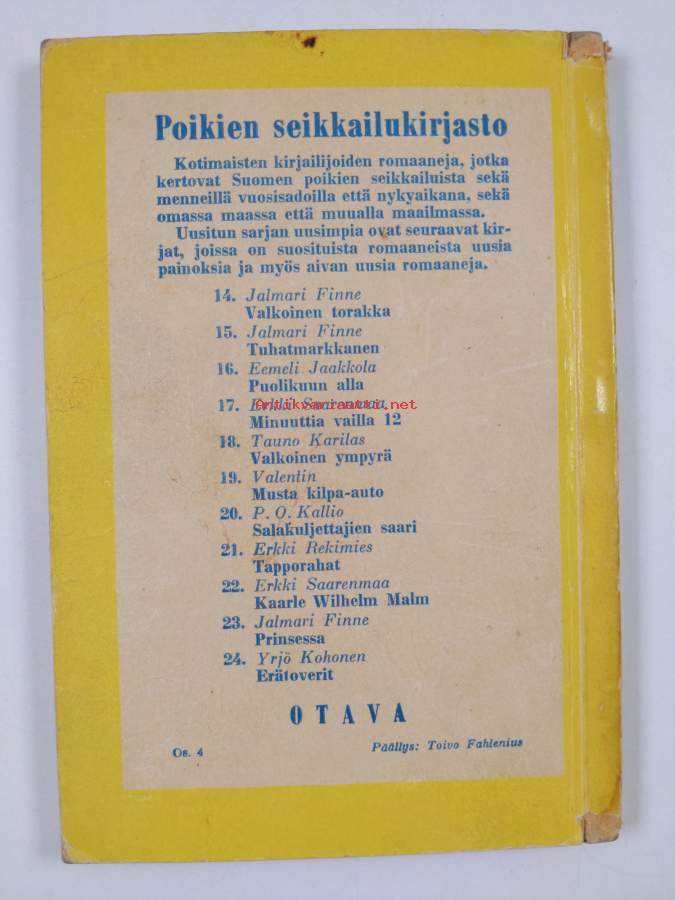 Poikien seikkailukirjasto
Kotimaisten kirjailijoiden romaaneja, jotka
kertovat Suomen poikien seikkailuista sekä
menneillä vuosisadoilla että nykyaikana, sekä
omassa maassa että muualla maailmassa.
Uusitun sarjan uusimpia ovat seuraavat kir-
jat, joissa on suosituista romaaneista uusia
painoksia ja myös aivan uusia romaaneja.
14. Jalmari Finne
Valkoinen torakka
15. Jalmari Finne
Tuhatmarkkanen
16. Eemeli Jaakkola
Puolikuun alla
17. Saarenmaa
Antikvariaatti.net
Minuuttia vailla 12
18. Tauno Karilas
Valkoinen ympyrä
19. Valentin
Musta kilpa-auto
20. P. O. Kallio
Salakuljettajien saari
21. Erkki Rekimies
Tapporahat
22. Erkki Saarenmaa
Kaarle Wilhelm Malm
23. Jalmari Finne
Prinsessa
24. Yrjö Kohonen
Erätoverit
OTAVA
Os. 4
Päällys: Toivo Fahlenius